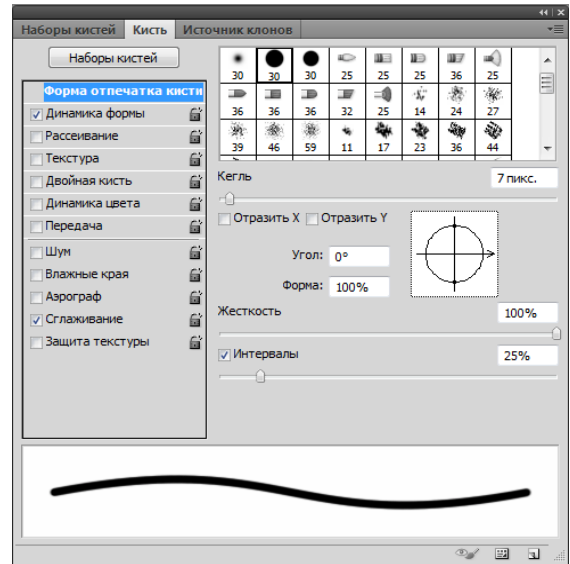 Наборы кистей Кисть Источник клонов
Наборы кистей
30 30 30 25 25 25 36 25
Форма отпечатка кисти
36 36 36 32 25 14 24 27
Динамика формы
Рассеивание
39 46 59 11 17 23 36 44
Текстура
Двойная кисть
Кегль 7 пикс.
Динамика цвета
Передача
Отразить X Отразить Y
Шум
Угол: 0°
Влажные края
Форма: 100%
Аэрограф
Жесткость 100%
Сглаживание
Защита текстуры
Интервалы 25%